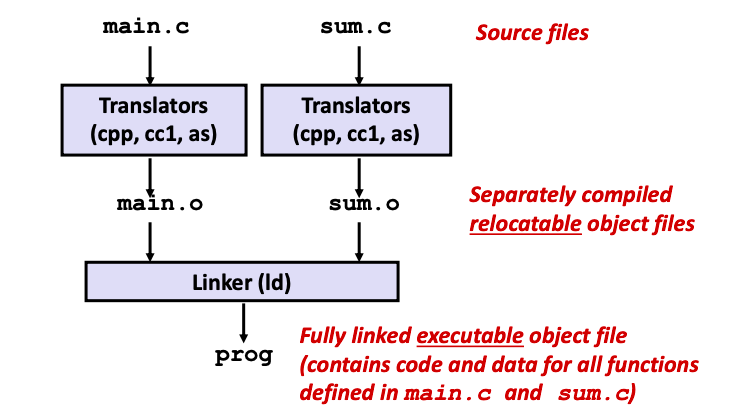 main.c sum.c Source files
Translators Translators
(cpp, cc1, as) (cpp, cc1, as)
main.o sum.o Separately compiled
relocatable object files
Linker (ld)
prog Fully linked executable object file
(contains code and data for all functions
defined in main.c and sum.c)